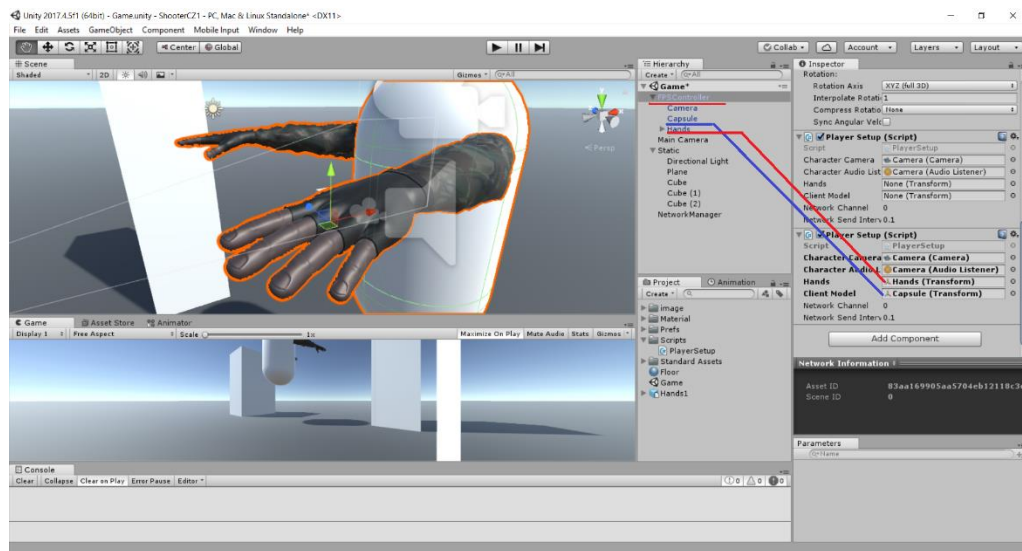 Unity 2017.4.5f1 (64bit) - Game.unity - ShooterCZ1 - PC, Mac & Linux Standalone* <DX11>
File Edit Assets GameObject Component Mobile Input Window Help
Center Global Collab Account Layers Layout
Scene
Shaded 2D Gizmos All
Persp
Y
Hierarchy
Create All
Game*
FPSController
Camera
Capsule
Hands
Main Camera
Static
Directional Light
Plane
Cube
Cube (1)
Cube (2)
NetworkManager
Project Animation
Create
image
Material
Prefs
Scripts
PlayerSetup
Standard Assets
Floor
Game
Hands1
Inspector
Rotation:
Rotation Axis XYZ (full 3D)
Interpolate Rotati 1
Compress Rotatio None
Sync Angular Velc
Player Setup (Script)
Script PlayerSetup
Character Camera Camera (Camera)
Character Audio List Camera (Audio Listener)
Hands None (Transform)
Client Model None (Transform)
Network Channel 0
Network Send Interv 0.1
Player Setup (Script)
Script PlayerSetup
Character Camera Camera (Camera)
Character Audio L Camera (Audio Listener)
Hands Hands (Transform)
Client Model Capsule (Transform)
Network Channel 0
Network Send Interv 0.1
Add Component
Network Information
Asset ID 83aa169905aa5704eb12118c3
Scene ID 0
Parameters
Name
Game Asset Store Animator
Display 1 Free Aspect Scale 1x Maximize On Play Mute Audio Stats Gizmos
Console
Clear Collapse Clear on Play Error Pause Editor 0 0 0